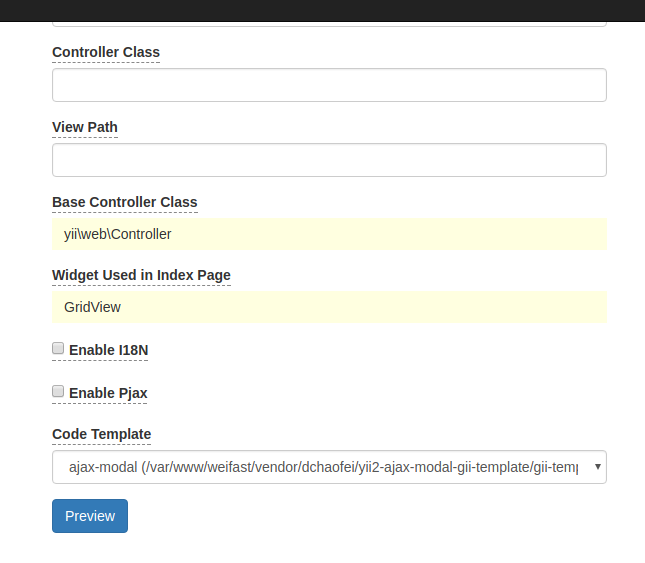 Controller Class
View Path
Base Controller Class
yii\web\Controller
Widget Used in Index Page
GridView
Enable I18N
Enable Pjax
Code Template
ajax-modal (/var/www/weifast/vendor/dchaofei/yii2-ajax-modal-gii-template/gii-temp
Preview